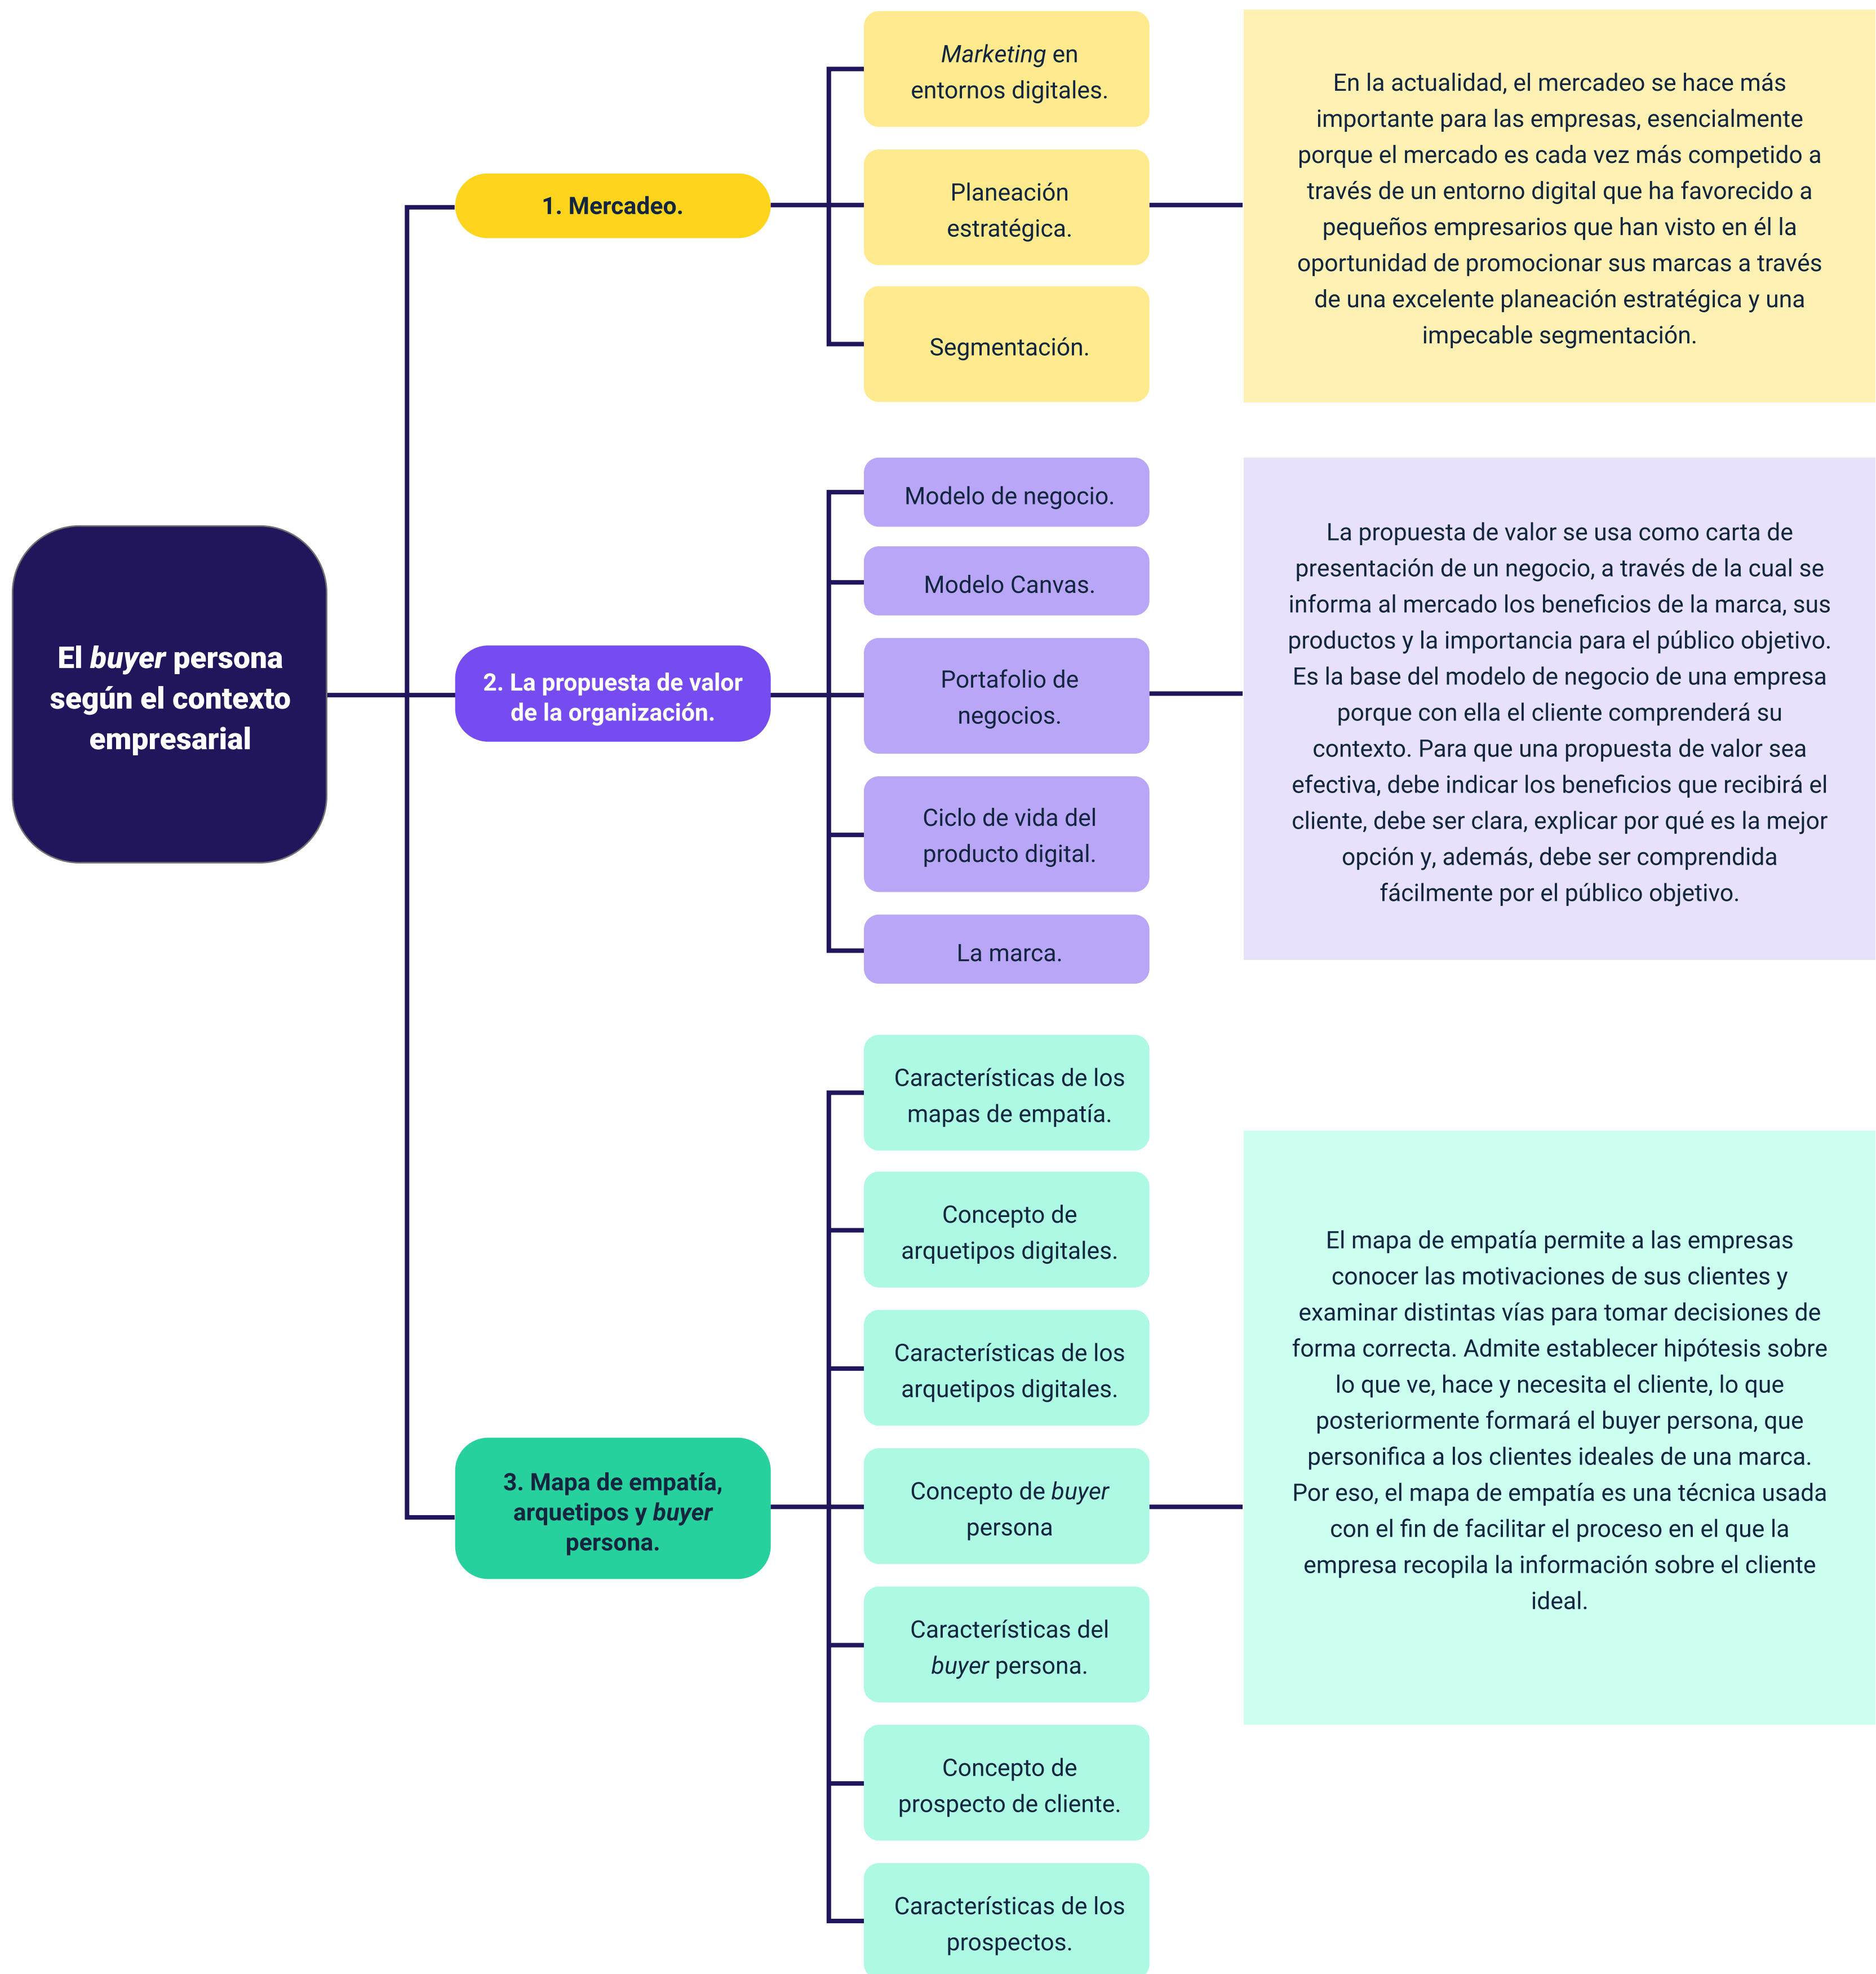 El buyer persona
según el contexto
empresarial
1. Mercadeo.
Marketing en
entornos digitales.
Planeación
estratégica.
Segmentación.
En la actualidad, el mercadeo se hace más
importante para las empresas, esencialmente
porque el mercado es cada vez más competido a
través de un entorno digital que ha favorecido a
pequeños empresarios que han visto en él la
oportunidad de promocionar sus marcas a través
de una excelente planeación estratégica y una
impecable segmentación.
2. La propuesta de valor
de la organización.
Modelo de negocio.
Modelo Canvas.
Portafolio de
negocios.
Ciclo de vida del
producto digital.
La marca.
La propuesta de valor se usa como carta de
presentación de un negocio, a través de la cual se
informa al mercado los beneficios de la marca, sus
productos y la importancia para el público objetivo.
Es la base del modelo de negocio de una empresa
porque con ella el cliente comprenderá su
contexto. Para que una propuesta de valor sea
efectiva, debe indicar los beneficios que recibirá el
cliente, debe ser clara, explicar por qué es la mejor
opción y, además, debe ser comprendida
fácilmente por el público objetivo.
3. Mapa de empatía,
arquetipos y buyer
persona.
Características de los
mapas de empatía.
Concepto de
arquetipos digitales.
Características de los
arquetipos digitales.
Concepto de buyer
persona
Características del
buyer persona.
Concepto de
prospecto de cliente.
Características de los
prospectos.
El mapa de empatía permite a las empresas
conocer las motivaciones de sus clientes y
examinar distintas vías para tomar decisiones de
forma correcta. Admite establecer hipótesis sobre
lo que ve, hace y necesita el cliente, lo que
posteriormente formará el buyer persona, que
personifica a los clientes ideales de una marca.
Por eso, el mapa de empatía es una técnica usada
con el fin de facilitar el proceso en el que la
empresa recopila la información sobre el cliente
ideal.